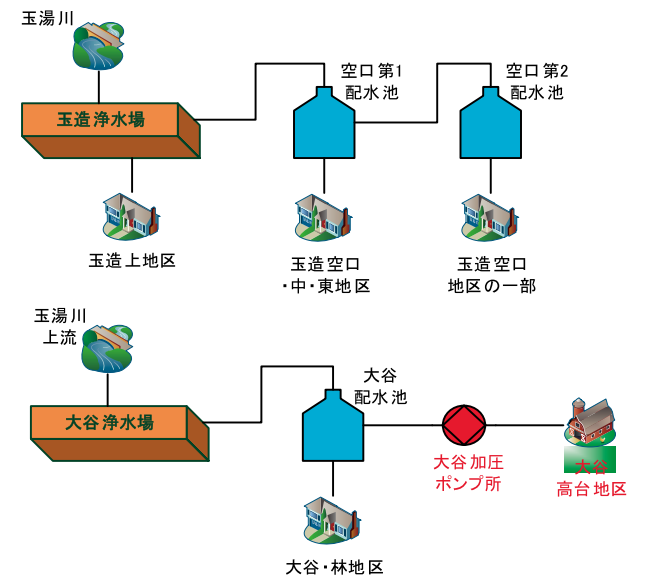 玉湯川
玉造浄水場
空口第1
配水池
空口第2
配水池
玉造上地区
玉造空口
・中・東地区
玉造空口
地区の一部
玉湯川
上流
大谷浄水場
大谷
配水池
大谷加圧
ポンプ所
大谷
高台地区
大谷・林地区